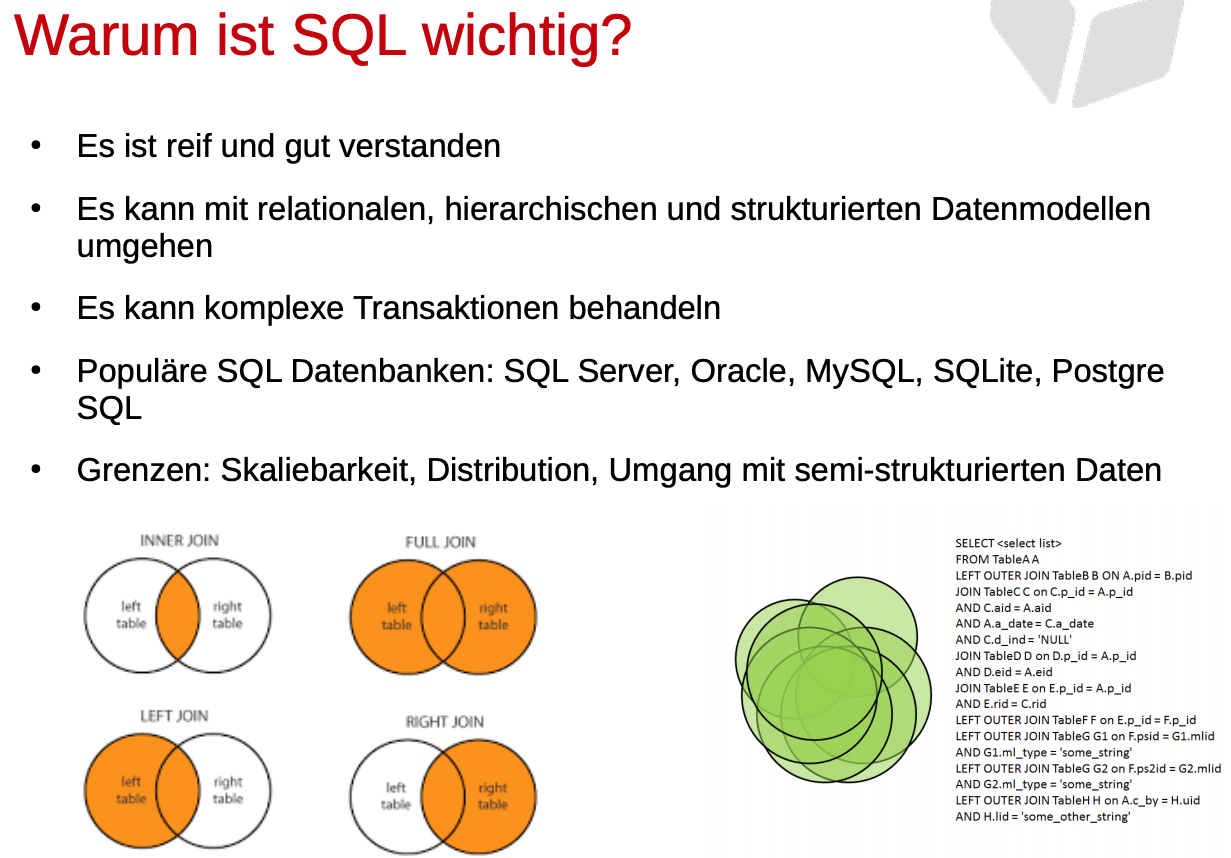 Warum ist SQL wichtig?
• Es ist reif und gut verstanden
• Es kann mit relationalen, hierarchischen und strukturierten Datenmodellen
umgehen
• Es kann komplexe Transaktionen behandeln
• Populäre SQL Datenbanken: SQL Server, Oracle, MySQL, SQLite, Postgre
SQL
• Grenzen: Skaliebarkeit, Distribution, Umgang mit semi-strukturierten Daten
INNER JOIN
left
table
right
table
FULL JOIN
left
table
right
table
LEFT JOIN
left
table
right
table
RIGHT JOIN
left
table
right
table
SELECT <select list>
FROM TableA A
LEFT OUTER JOIN TableB B ON A.pid = B.pid
JOIN TableC C on C.p_id = A.p_id
AND C.aid = A.aid
AND A.a_date = C.a_date
AND C.d_ind = 'NULL'
JOIN TableD D on D.p_id = A.p_id
AND D.eid = A.eid
JOIN TableE E on E.p_id = A.p_id
AND E.rid = C.rid
LEFT OUTER JOIN TableF F on E.p_id = F.p_id
LEFT OUTER JOIN TableG G1 on F.psid = G1.mlid
AND G1.ml_type = 'some_string'
LEFT OUTER JOIN TableG G2 on F.ps2id = G2.mlid
AND G2.ml_type = 'some_string'
LEFT OUTER JOIN TableH H on A.c_by = H.uid
AND H.lid = 'some_other_string'